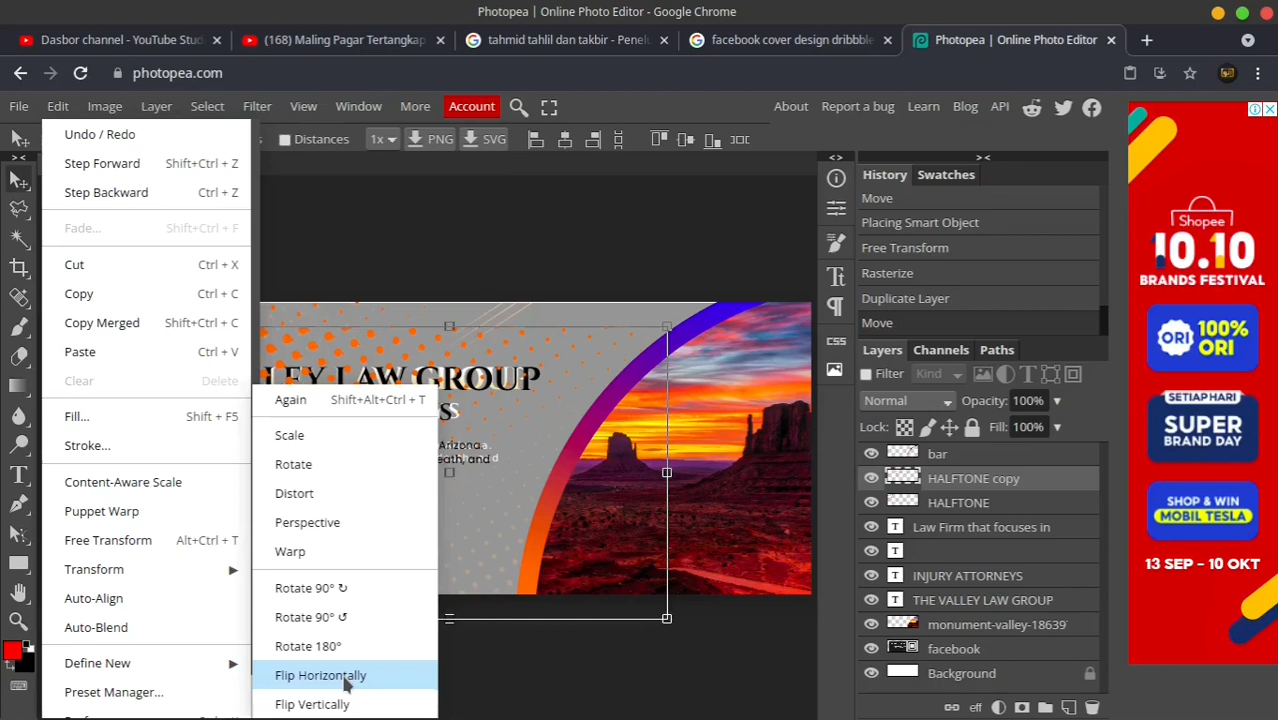 Photopea | Online Photo Editor - Google Chrome
Dasbor channel - YouTube Stud
(168) Maling Pagar Tertangkap
tahmid tahlil dan takbir - Penel
facebook cover design dribbble
Photopea | Online Photo Editor
photopea.com
File Edit Image Layer Select Filter View Window More Account
About Report a bug Learn Blog API
Distances 1x PNG SVG
Undo / Redo
Step Forward Shift+Ctrl + Z
Step Backward Ctrl + Z
Fade... Shift+Ctrl + F
Cut Ctrl + X
Copy Ctrl + C
Copy Merged Shift+Ctrl + C
Paste Ctrl + V
Clear Delete
Fill... Shift + F5
Stroke...
Content-Aware Scale
Puppet Warp
Free Transform Alt+Ctrl + T
Transform
Auto-Align
Auto-Blend
Define New
Preset Manager...
Again Shift+Alt+Ctrl + T
Scale
Rotate
Distort
Perspective
Warp
Rotate 90° ↻
Rotate 90° ↺
Rotate 180°
Flip Horizontally
Flip Vertically
LEY LAW GROUP
S
Arizona
eath, and
History Swatches
Move
Placing Smart Object
Free Transform
Rasterize
Duplicate Layer
Move
CSS
Layers Channels Paths
Filter Kind
Normal Opacity: 100%
Lock: Fill: 100%
bar
HALFTONE copy
HALFTONE
Law Firm that focuses in
INJURY ATTORNEYS
THE VALLEY LAW GROUP
monument-valley-18639
facebook
Background
eff
Shopee
10.10
BRANDS FESTIVAL
ORI 100% ORI
SETIAP HARI
SUPER
BRAND DAY
SHOP & WIN
MOBIL TESLA
13 SEP - 10 OKT